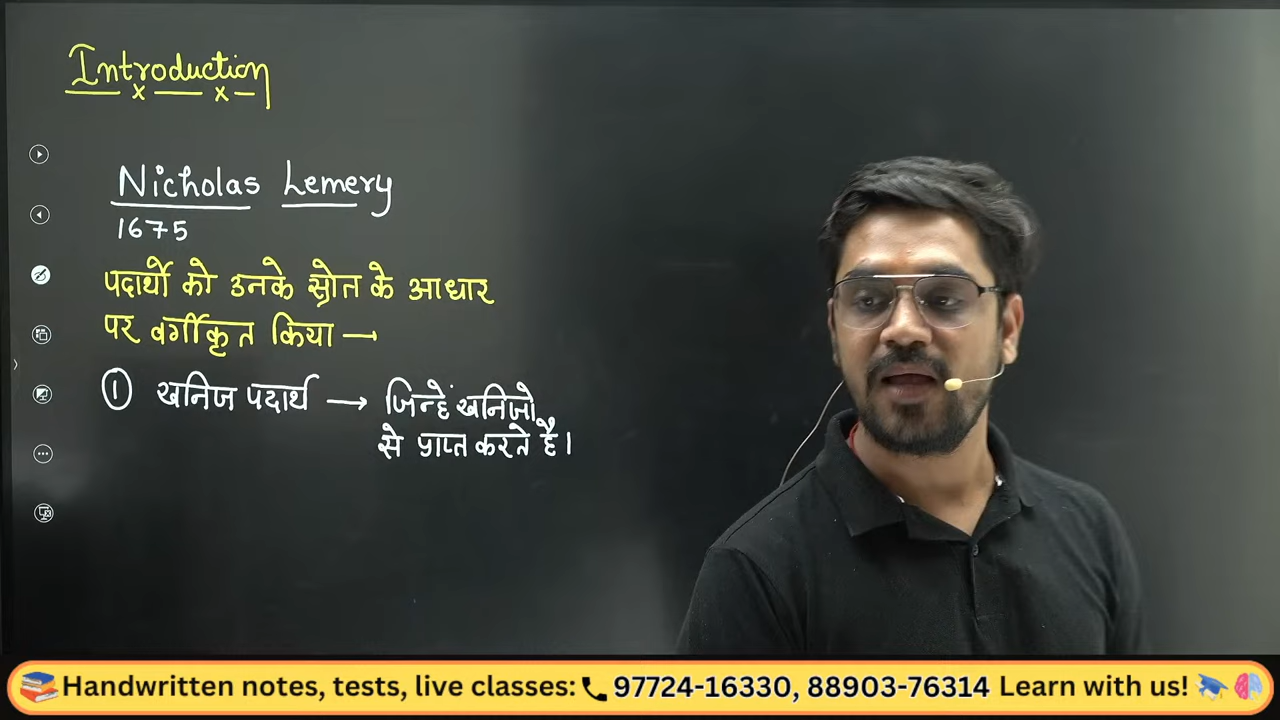 Introduction
Nicholas Lemery
1675
पदार्थो को उनके स्रोत के आधार
पर वर्गीकृत किया →
① खनिज पदार्थ → जिन्हें खनिजो
से प्राप्त करते है।
Handwritten notes, tests, live classes: 97724-16330, 88903-76314 Learn with us!